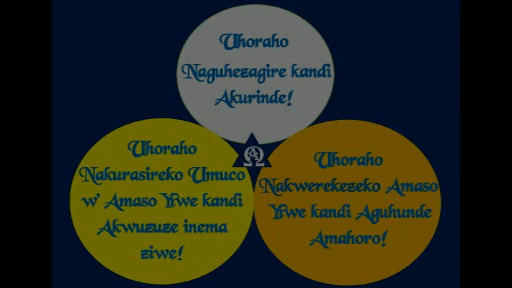 Uhoraho
Naguhezagire kandi
Akurinde!
Uhoraho
Nakurasireko Umuco
w' Amaso Yiwe kandi
Akwuzuze inema
ziwe!
Uhoraho
Nakwerekezeko Amaso
Yiwe kandi Aguhunde
Amahoro!